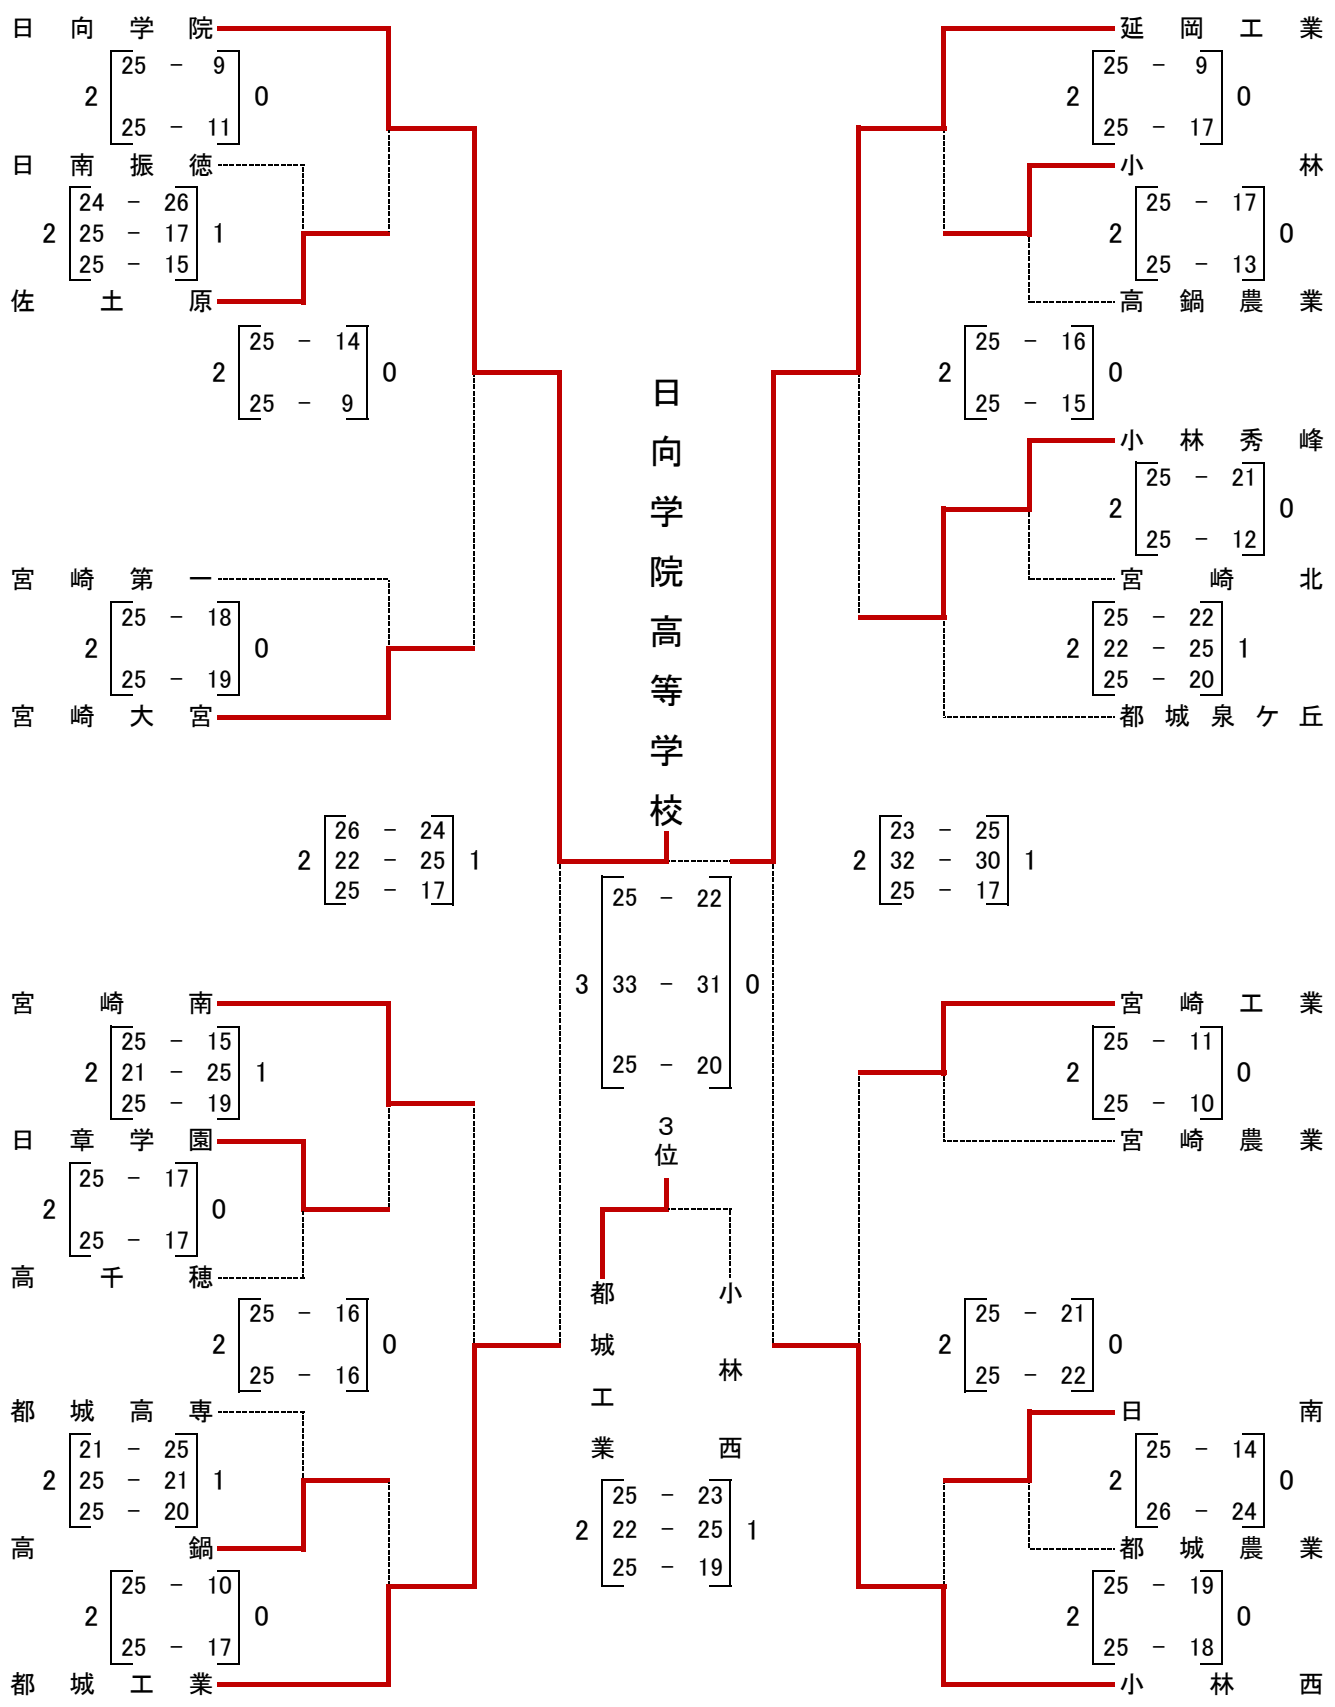 日向学院
25 － 9
2 0
25 － 11
日南振徳
24 － 26
2 25 － 17 1
25 － 15
佐土原
25 － 14
2 0
25 － 9
宮崎第一
25 － 18
2 0
25 － 19
宮崎大宮
26 － 24
2 22 － 25 1
25 － 17
宮崎南
25 － 15
2 21 － 25 1
25 － 19
日章学園
25 － 17
2 0
25 － 17
高千穂
25 － 16
2 0
25 － 16
都城高専
21 － 25
2 25 － 21 1
25 － 20
高鍋
25 － 10
2 0
25 － 17
都城工業
日向学院高等学校
25 － 22
3 33 － 31 0
25 － 20
3位
都城工業
小林西
25 － 23
2 22 － 25 1
25 － 19
延岡工業
25 － 9
2 0
25 － 17
小林
25 － 17
2 0
25 － 13
高鍋農業
25 － 16
2 0
25 － 15
小林秀峰
25 － 21
2 0
25 － 12
宮崎北
25 － 22
2 22 － 25 1
25 － 20
都城泉ケ丘
23 － 25
2 32 － 30 1
25 － 17
宮崎工業
25 － 11
2 0
25 － 10
宮崎農業
25 － 21
2 0
25 － 22
日南
25 － 14
2 0
26 － 24
都城農業
25 － 19
2 0
25 － 18
小林西